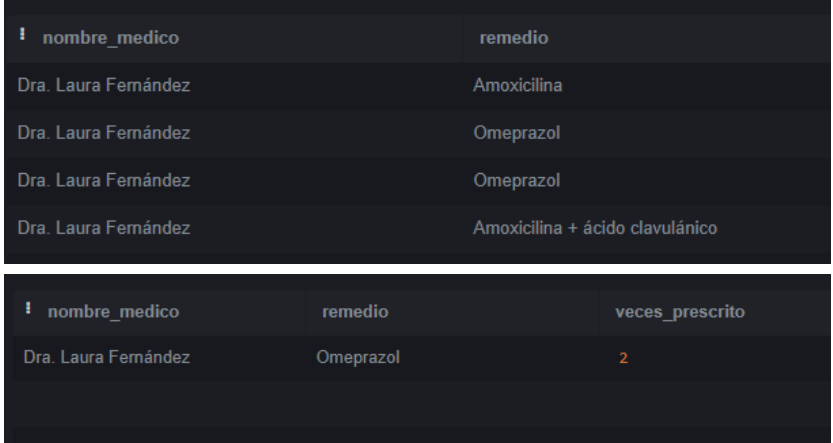 nombre_medico remedio
Dra. Laura Fernández Amoxicilina
Dra. Laura Fernández Omeprazol
Dra. Laura Fernández Omeprazol
Dra. Laura Fernández Amoxicilina + ácido clavulánico
nombre_medico remedio veces_prescrito
Dra. Laura Fernández Omeprazol 2